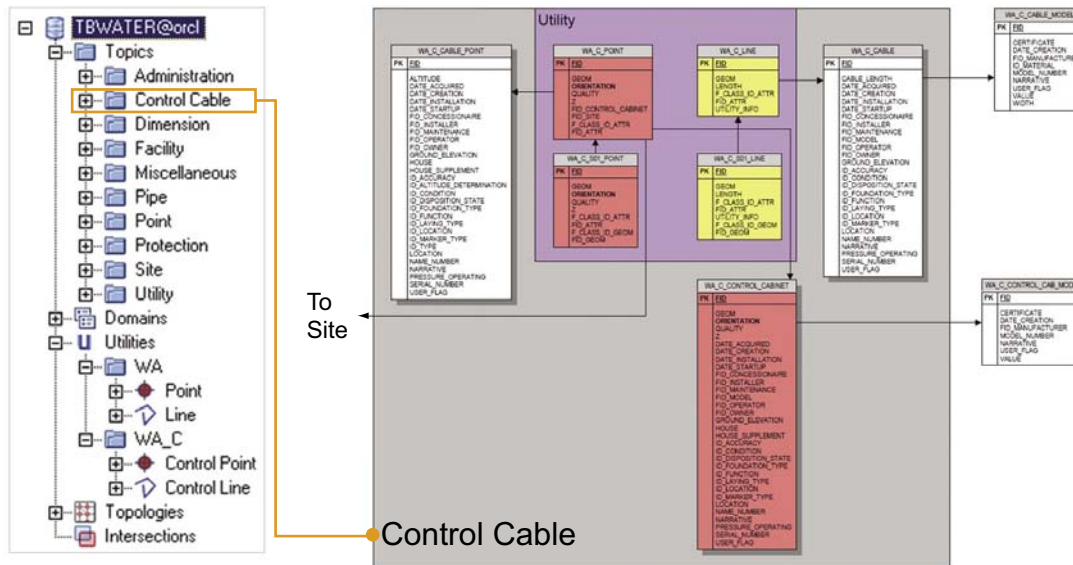 TBWATER@orcl
Topics
Administration
Control Cable
Dimension
Facility
Miscellaneous
Pipe
Point
Protection
Site
Utility
Domains
U Utilities
WA
Point
Line
WA_C
Control Point
Control Line
Topologies
Intersections
To
Site
Control Cable
Utility
WA_C_CABLE_POINT
PK FID
ALTITUDE
DATE_ACQUIRED
DATE_CREATION
DATE_INSTALLATION
DATE_STARTUP
FID_CONCESSIONAIRE
FID_INSTALLER
FID_MAINTENANCE
FID_OPERATOR
FID_OWNER
GROUND_ELEVATION
HOUSE
HOUSE_SUPPLEMENT
ID_ACCURACY
ID_ALTITUDE_DETERMINATION
ID_CONDITION
ID_DISPOSITION_STATE
ID_FOUNDATION_TYPE
ID_FUNCTION
ID_LAYING_TYPE
ID_LOCATION
ID_MARKER_TYPE
ID_TYPE
LOCATION
NAME_NUMBER
NARRATIVE
PRESSURE_OPERATING
SERIAL_NUMBER
USER_FLAG
WA_C_POINT
PK FID
GEOM
ORIENTATION
QUALITY
Z
FID_CONTROL_CABINET
FID_SITE
F_CLASS_ID_ATTR
FID_ATTR
WA_C_S01_POINT
PK FID
GEOM
ORIENTATION
QUALITY
Z
F_CLASS_ID_ATTR
FID_ATTR
F_CLASS_ID_GEOM
FID_GEOM
WA_C_LINE
PK FID
GEOM
LENGTH
F_CLASS_ID_ATTR
FID_ATTR
UTILITY_INFO
WA_C_S01_LINE
PK FID
GEOM
LENGTH
F_CLASS_ID_ATTR
FID_ATTR
UTILITY_INFO
F_CLASS_ID_GEOM
FID_GEOM
WA_C_CABLE
PK FID
CABLE_LENGTH
DATE_ACQUIRED
DATE_CREATION
DATE_INSTALLATION
DATE_STARTUP
FID_CONCESSIONAIRE
FID_INSTALLER
FID_MAINTENANCE
FID_MODEL
FID_OPERATOR
FID_OWNER
GROUND_ELEVATION
ID_ACCURACY
ID_CONDITION
ID_DISPOSITION_STATE
ID_FOUNDATION_TYPE
ID_FUNCTION
ID_LAYING_TYPE
ID_LOCATION
ID_MARKER_TYPE
LOCATION
NAME_NUMBER
NARRATIVE
PRESSURE_OPERATING
SERIAL_NUMBER
USER_FLAG
WA_C_CONTROL_CABINET
PK FID
GEOM
ORIENTATION
QUALITY
Z
DATE_ACQUIRED
DATE_CREATION
DATE_INSTALLATION
DATE_STARTUP
FID_CONCESSIONAIRE
FID_INSTALLER
FID_MAINTENANCE
FID_MODEL
FID_OPERATOR
FID_OWNER
GROUND_ELEVATION
HOUSE
HOUSE_SUPPLEMENT
ID_ACCURACY
ID_CONDITION
ID_DISPOSITION_STATE
ID_FOUNDATION_TYPE
ID_FUNCTION
ID_LAYING_TYPE
ID_LOCATION
ID_MARKER_TYPE
LOCATION
NAME_NUMBER
NARRATIVE
PRESSURE_OPERATING
SERIAL_NUMBER
USER_FLAG
WA_C_CABLE_MODEL
PK FID
CERTIFICATE
DATE_CREATION
FID_MANUFACTURE
ID_MATERIAL
MODEL_NUMBER
NARRATIVE
USER_FLAG
VALUE
WIDTH
WA_C_CONTROL_CAB_MOD
PK FID
CERTIFICATE
DATE_CREATION
FID_MANUFACTURER
MODEL_NUMBER
NARRATIVE
USER_FLAG
VALUE